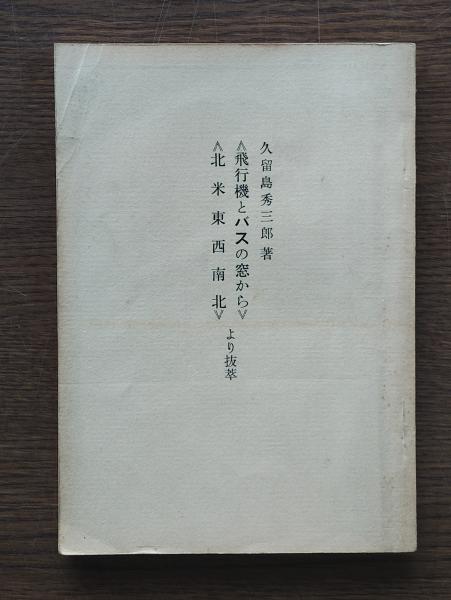 久留島秀三郎著
《飛行機とバスの窓から》
《北米東西南北》より抜萃